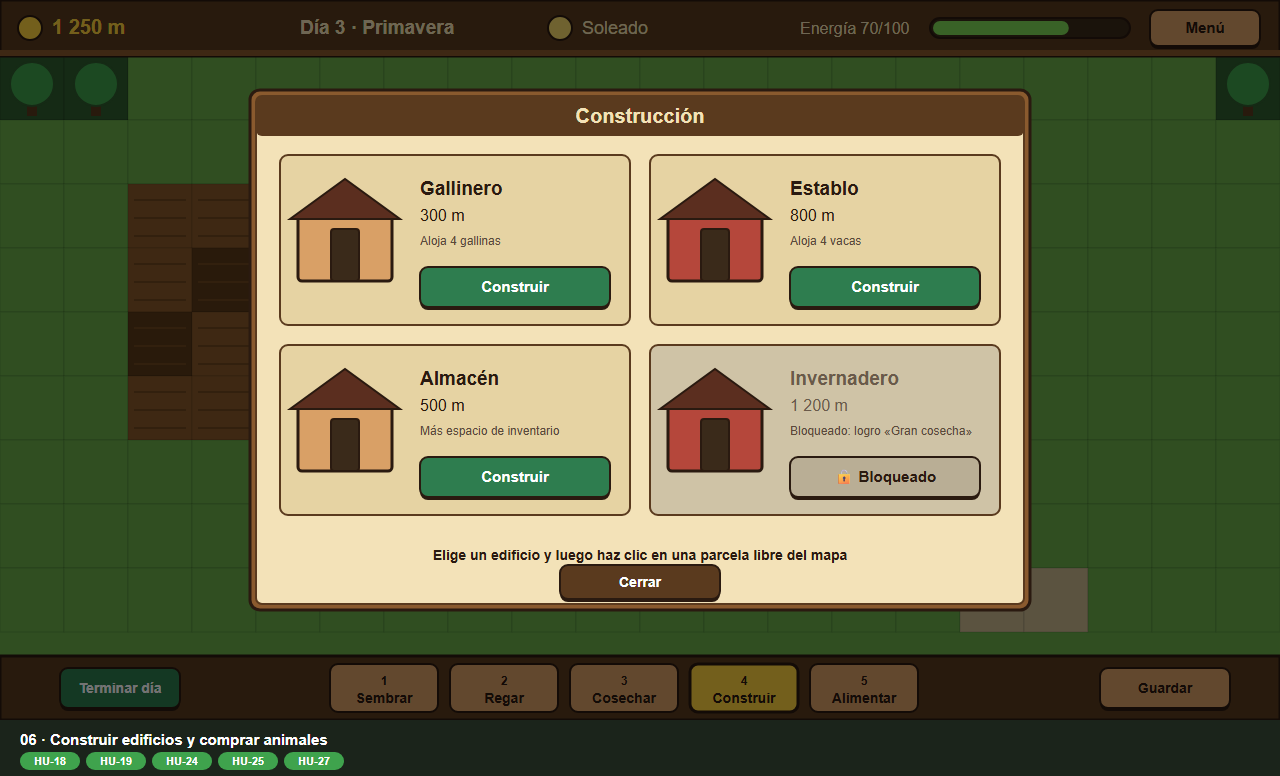 1 250 m
Día 3 · Primavera
Soleado
Energía 70/100
Menú
Construcción
Gallinero
300 m
Aloja 4 gallinas
Construir
Establo
800 m
Aloja 4 vacas
Construir
Almacén
500 m
Más espacio de inventario
Construir
Invernadero
1 200 m
Bloqueado: logro «Gran cosecha»
🔒 Bloqueado
Elige un edificio y luego haz clic en una parcela libre del mapa
Cerrar
Terminar día
1
Sembrar
2
Regar
3
Cosechar
4
Construir
5
Alimentar
Guardar
06 · Construir edificios y comprar animales
HU-18
HU-19
HU-24
HU-25
HU-27